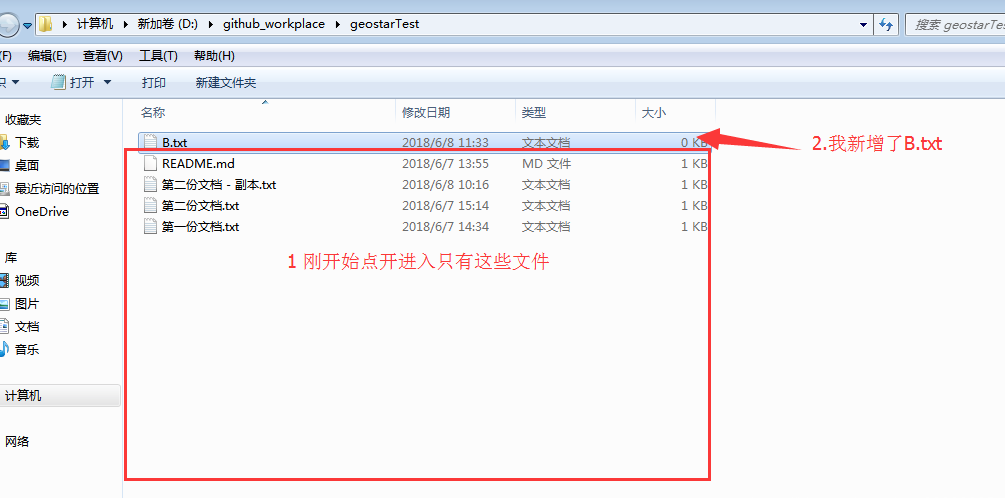 计算机 新加卷 (D:) github_workplace geostarTest 搜索 geostarTe
(F) 编辑(E) 查看(V) 工具(T) 帮助(H)
打开 打印 新建文件夹
收藏夹
下载
桌面
最近访问的位置
OneDrive
库
视频
图片
文档
音乐
计算机
网络
名称 修改日期 类型 大小
B.txt 2018/6/8 11:33 文本文档 0 KB
README.md 2018/6/7 13:55 MD 文件 1 KB
第二份文档 - 副本.txt 2018/6/8 10:16 文本文档 1 KB
第二份文档.txt 2018/6/7 15:14 文本文档 1 KB
第一份文档.txt 2018/6/7 14:34 文本文档 1 KB
2.我新增了B.txt
1 刚开始点开进入只有这些文件